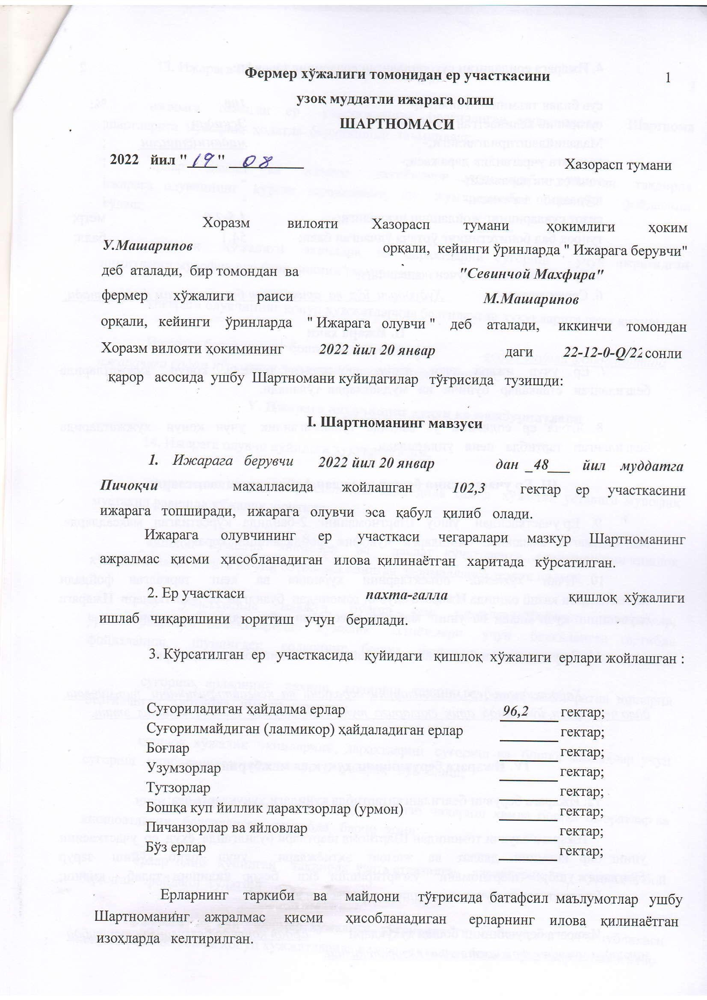 1
Фермер хўжалиги томонидан ер участкасини
узоқ муддатли ижарага олиш
ШАРТНОМАСИ
2022 йил "19" 08 Хазорасп тумани
Хоразм вилояти Хазорасп тумани ҳокимлиги ҳоким
У.Машарипов орқали, кейинги ўринларда " Ижарага берувчи"
деб аталади, бир томондан ва "Севинчой Махфира"
фермер хўжалиги раиси М.Машарипов
орқали, кейинги ўринларда " Ижарага олувчи " деб аталади, иккинчи томондан
Хоразм вилояти ҳокимининг 2022 йил 20 январ даги 22-12-0-Q/22 сонли
қарор асосида ушбу Шартномани куйидагилар тўғрисида тузишди:
I. Шартноманинг мавзуси
1. Ижарага берувчи 2022 йил 20 январ дан _48___ йил муддатга
Пичоқчи махалласида жойлашган 102,3 гектар ер участкасини
ижарага топширади, ижарага олувчи эса қабул қилиб олади.
Ижарага олувчининг ер участкаси чегаралари мазкур Шартноманинг
ажралмас қисми ҳисобланадиган илова қилинаётган харитада кўрсатилган.
2. Ер участкаси пахта-ғалла қишлоқ хўжалиги
ишлаб чиқаришини юритиш учун берилади.
3. Кўрсатилган ер участкасида қуйидаги қишлоқ хўжалиги ерлари жойлашган :
Суғориладиган ҳайдалма ерлар 96,2 гектар;
Суғорилмайдиган (лалмикор) ҳайдаладиган ерлар ________ гектар;
Боғлар ________ гектар;
Узумзорлар ________ гектар;
Тутзорлар ________ гектар;
Бошқа куп йиллик дарахтзорлар (урмон) ________ гектар;
Пичанзорлар ва яйловлар ________ гектар;
Бўз ерлар ________ гектар;
Ерларнинг таркиби ва майдони тўғрисида батафсил маълумотлар ушбу
Шартноманинг ажралмас қисми ҳисобланадиган ерларнинг илова қилинаётган
изоҳларда келтирилган.